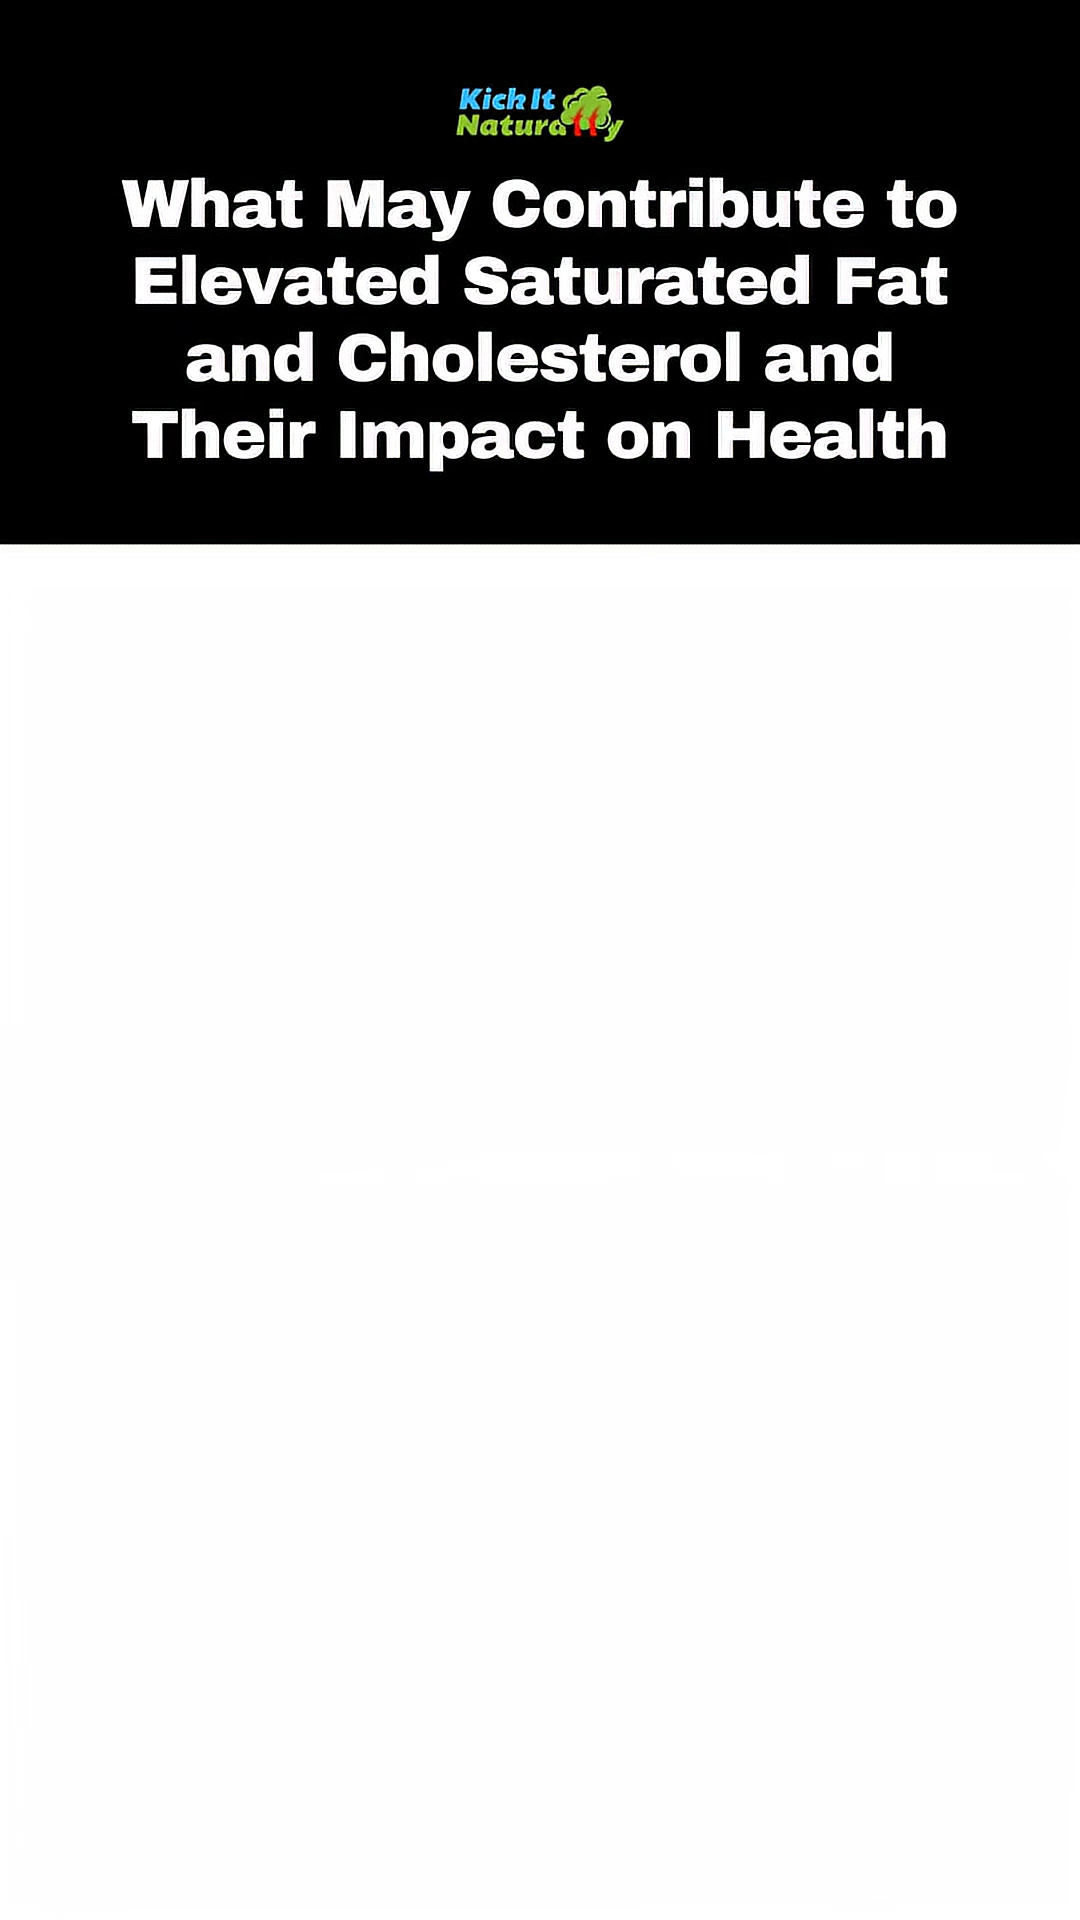 Kick It
Naturally
What May Contribute to
Elevated Saturated Fat
and Cholesterol and
Their Impact on Health